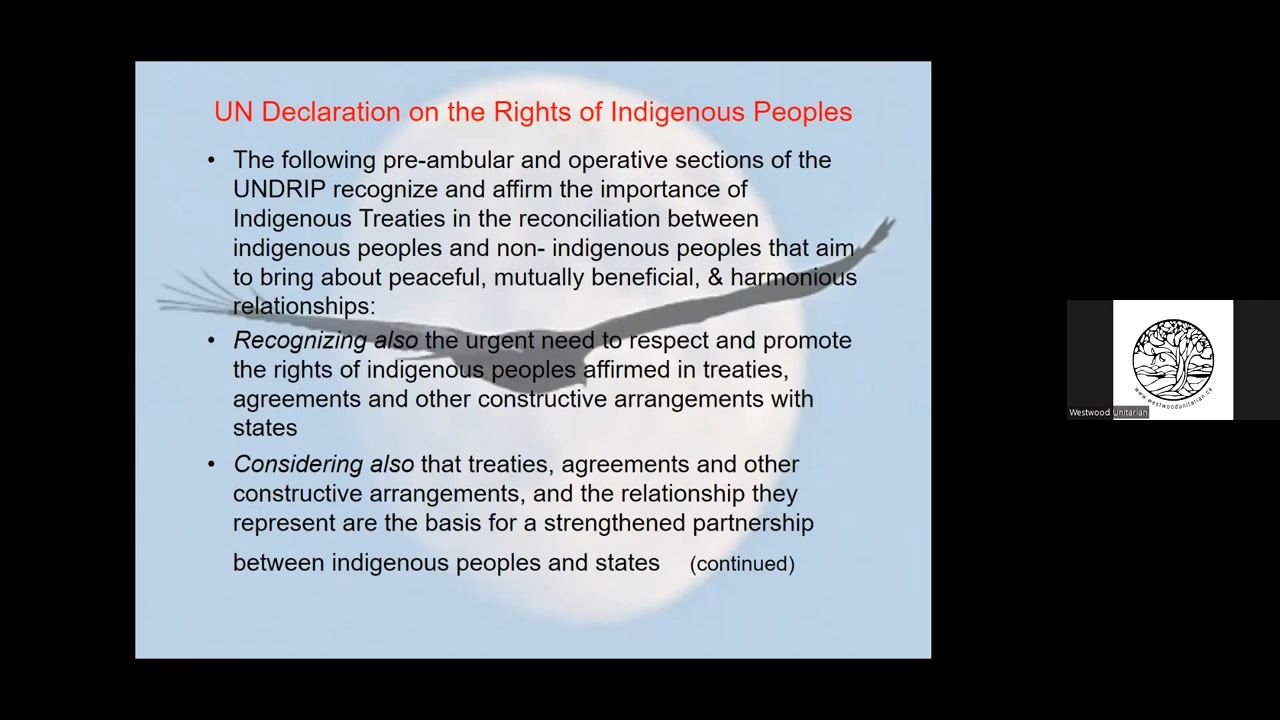 UN Declaration on the Rights of Indigenous Peoples
• The following pre-ambular and operative sections of the
UNDRIP recognize and affirm the importance of
Indigenous Treaties in the reconciliation between
indigenous peoples and non- indigenous peoples that aim
to bring about peaceful, mutually beneficial, & harmonious
relationships:
• Recognizing also the urgent need to respect and promote
the rights of indigenous peoples affirmed in treaties,
agreements and other constructive arrangements with
states
• Considering also that treaties, agreements and other
constructive arrangements, and the relationship they
represent are the basis for a strengthened partnership
between indigenous peoples and states (continued)
www.westwoodunitarian.ca
Westwood Unitarian